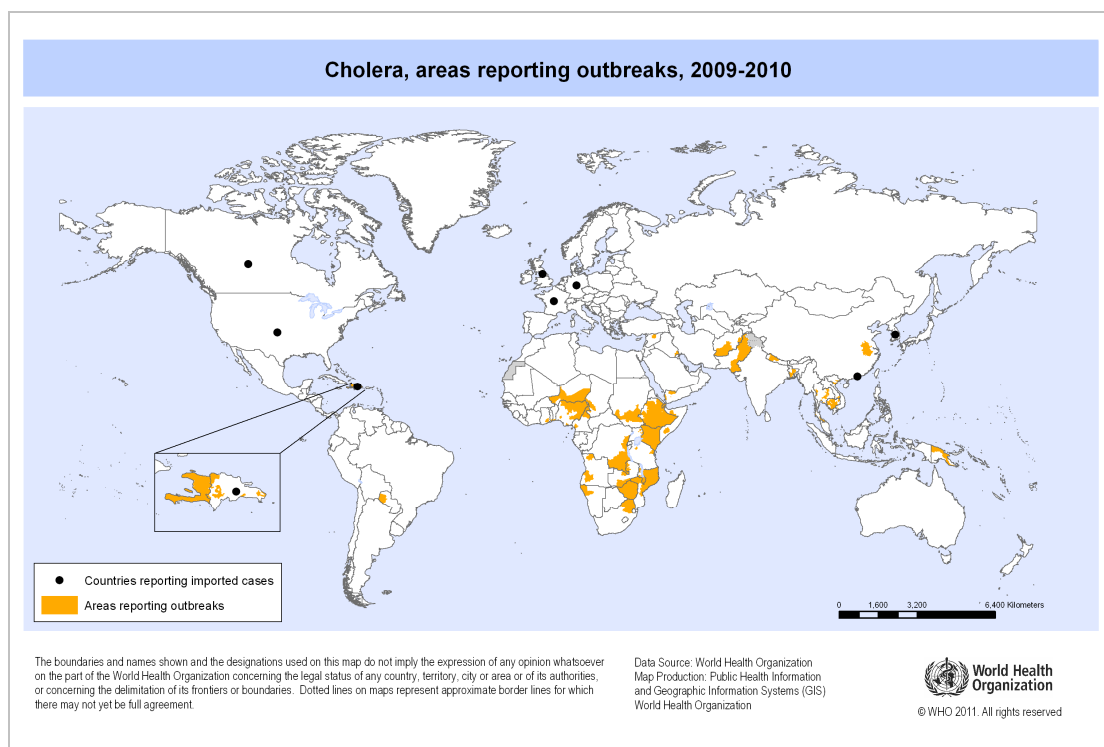 Cholera, areas reporting outbreaks, 2009-2010
Countries reporting imported cases
Areas reporting outbreaks
0 1,600 3,200 6,400 Kilometers
The boundaries and names shown and the designations used on this map do not imply the expression of any opinion whatsoever
on the part of the World Health Organization concerning the legal status of any country, territory, city or area or of its authorities,
or concerning the delimitation of its frontiers or boundaries. Dotted lines on maps represent approximate border lines for which
there may not yet be full agreement.
Data Source: World Health Organization
Map Production: Public Health Information
and Geographic Information Systems (GIS)
World Health Organization
World Health
Organization
© WHO 2011. All rights reserved